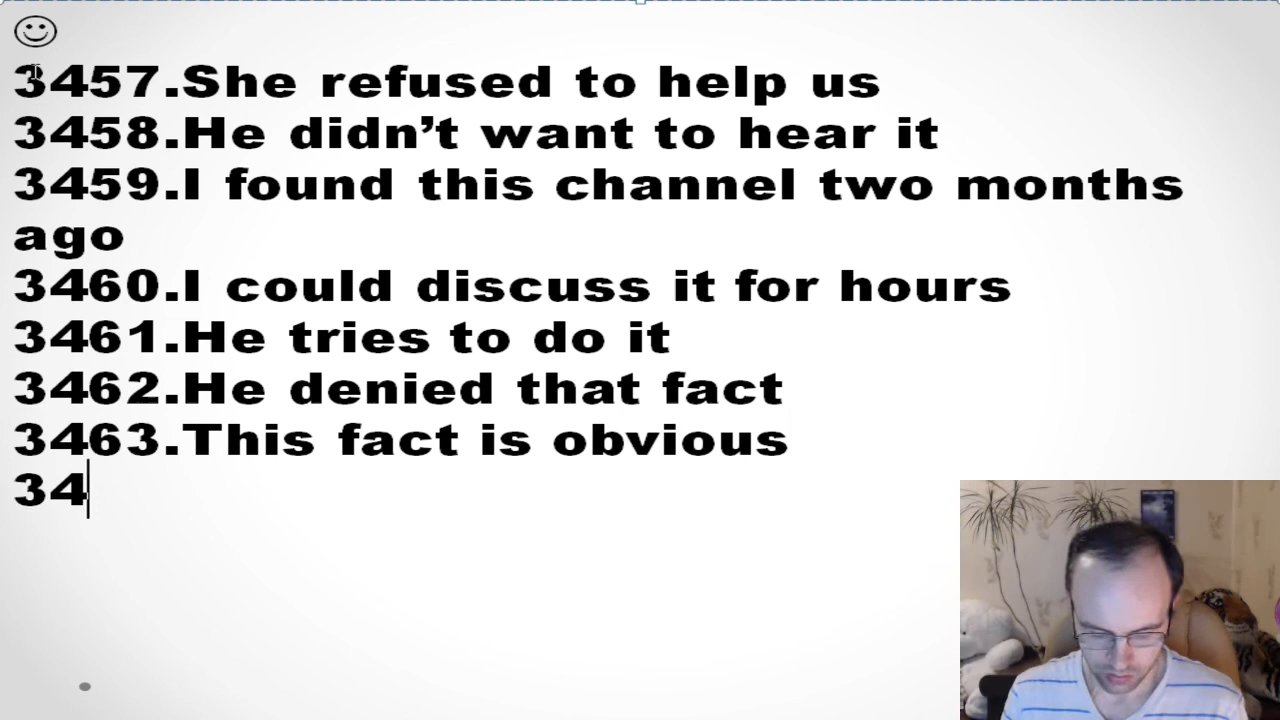 3457.She refused to help us
3458.He didn’t want to hear it
3459.I found this channel two months
ago
3460.I could discuss it for hours
3461.He tries to do it
3462.He denied that fact
3463.This fact is obvious
34